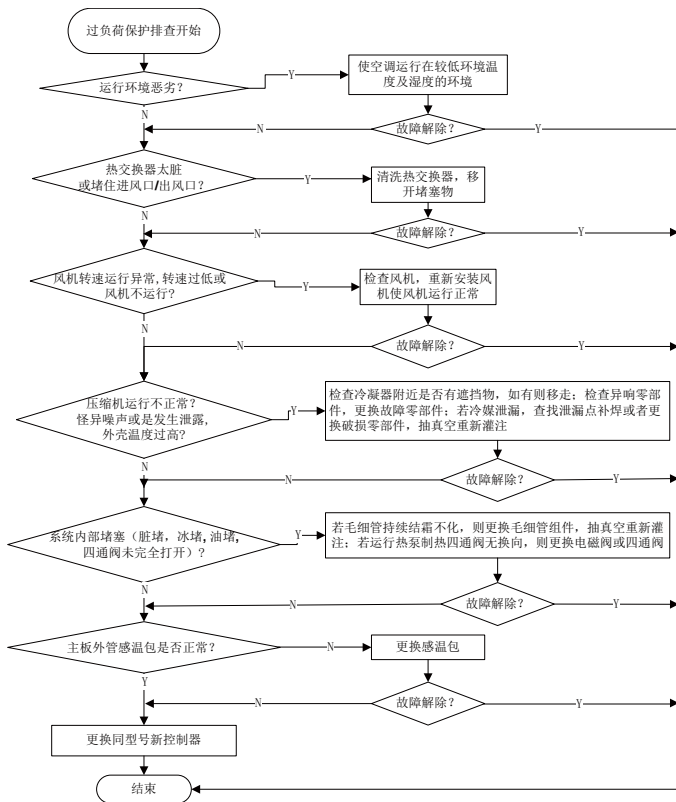 过负荷保护排查开始
运行环境恶劣？
Y
使空调运行在较低环境温
度及湿度的环境
N
N
故障解除？
Y
热交换器太脏
或堵住进风口/出风口？
Y
清洗热交换器，移
开堵塞物
N
N
故障解除？
Y
风机转速运行异常,转速过低或
风机不运行?
Y
检查风机，重新安装风
机使风机运行正常
N
N
故障解除？
Y
压缩机运行不正常？
怪异噪声或是发生泄露,
外壳温度过高？
Y
检查冷凝器附近是否有遮挡物，如有则移走；检查异响零部
件，更换故障零部件；若冷媒泄漏，查找泄漏点补焊或者更
换破损零部件，抽真空重新灌注
N
N
故障解除？
Y
系统内部堵塞（脏堵，冰堵,油堵,
四通阀未完全打开）?
Y
若毛细管持续结霜不化，则更换毛细管组件，抽真空重新灌
注；若运行热泵制热四通阀无换向，则更换电磁阀或四通阀
N
N
故障解除？
Y
主板外管感温包是否正常？
N
更换感温包
Y
N
故障解除？
Y
更换同型号新控制器
结束